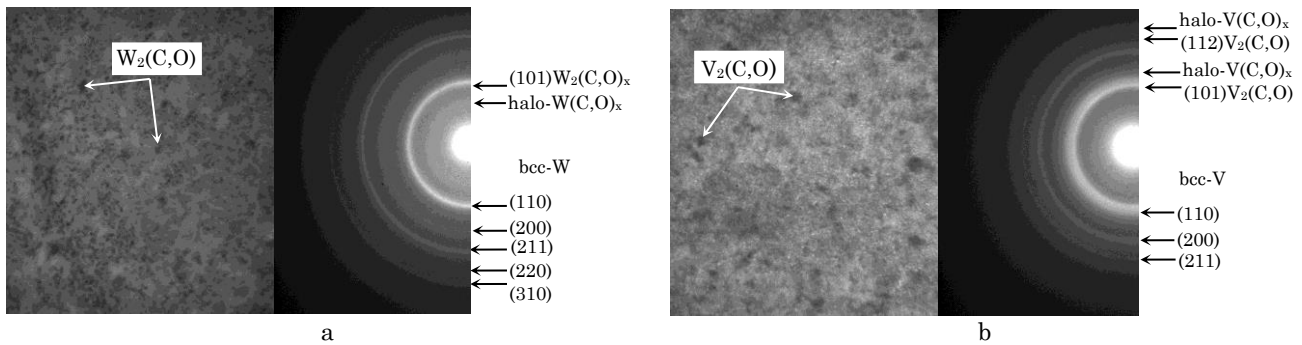 W₂(C,O)
(101)W₂(C,O)ₓ
halo-W(C,O)ₓ
bcc-W
(110)
(200)
(211)
(220)
(310)
a
V₂(C,O)
halo-V(C,O)ₓ
(112)V₂(C,O)
halo-V(C,O)ₓ
(101)V₂(C,O)
bcc-V
(110)
(200)
(211)
b